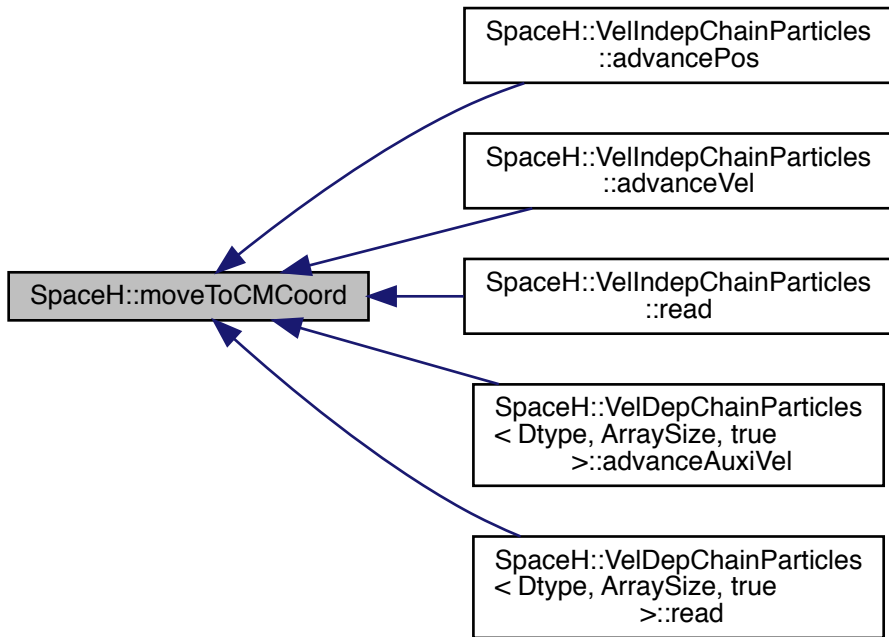 SpaceH::moveToCMCoord
SpaceH::VelIndepChainParticles
::advancePos
SpaceH::VelIndepChainParticles
::advanceVel
SpaceH::VelIndepChainParticles
::read
SpaceH::VelDepChainParticles
< Dtype, ArraySize, true
>::advanceAuxiVel
SpaceH::VelDepChainParticles
< Dtype, ArraySize, true
>::read